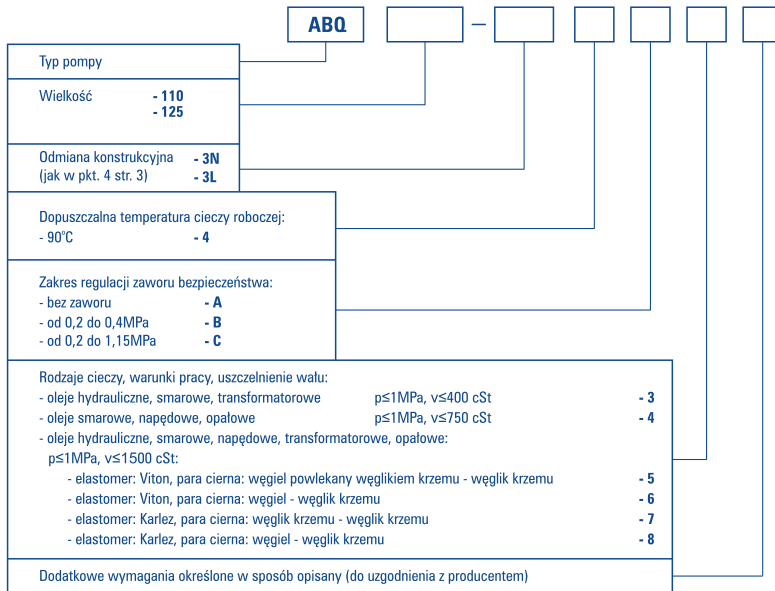 ABQ –
Typ pompy
Wielkość - 110
- 125
Odmiana konstrukcyjna - 3N
(jak w pkt. 4 str. 3) - 3L
Dopuszczalna temperatura cieczy roboczej:
- 90°C - 4
Zakres regulacji zaworu bezpieczeństwa:
- bez zaworu - A
- od 0,2 do 0,4MPa - B
- od 0,2 do 1,15MPa - C
Rodzaje cieczy, warunki pracy, uszczelnienie wału:
- oleje hydrauliczne, smarowe, transformatorowe p≤1MPa, v≤400 cSt - 3
- oleje smarowe, napędowe, opałowe p≤1MPa, v≤750 cSt - 4
- oleje hydrauliczne, smarowe, napędowe, transformatorowe, opałowe:
p≤1MPa, v≤1500 cSt:
- elastomer: Viton, para cierna: węgiel powlekany węglikiem krzemu - węglik krzemu - 5
- elastomer: Viton, para cierna: węgiel - węglik krzemu - 6
- elastomer: Karlez, para cierna: węglik krzemu - węglik krzemu - 7
- elastomer: Karlez, para cierna: węgiel - węglik krzemu - 8
Dodatkowe wymagania określone w sposób opisany (do uzgodnienia z producentem)